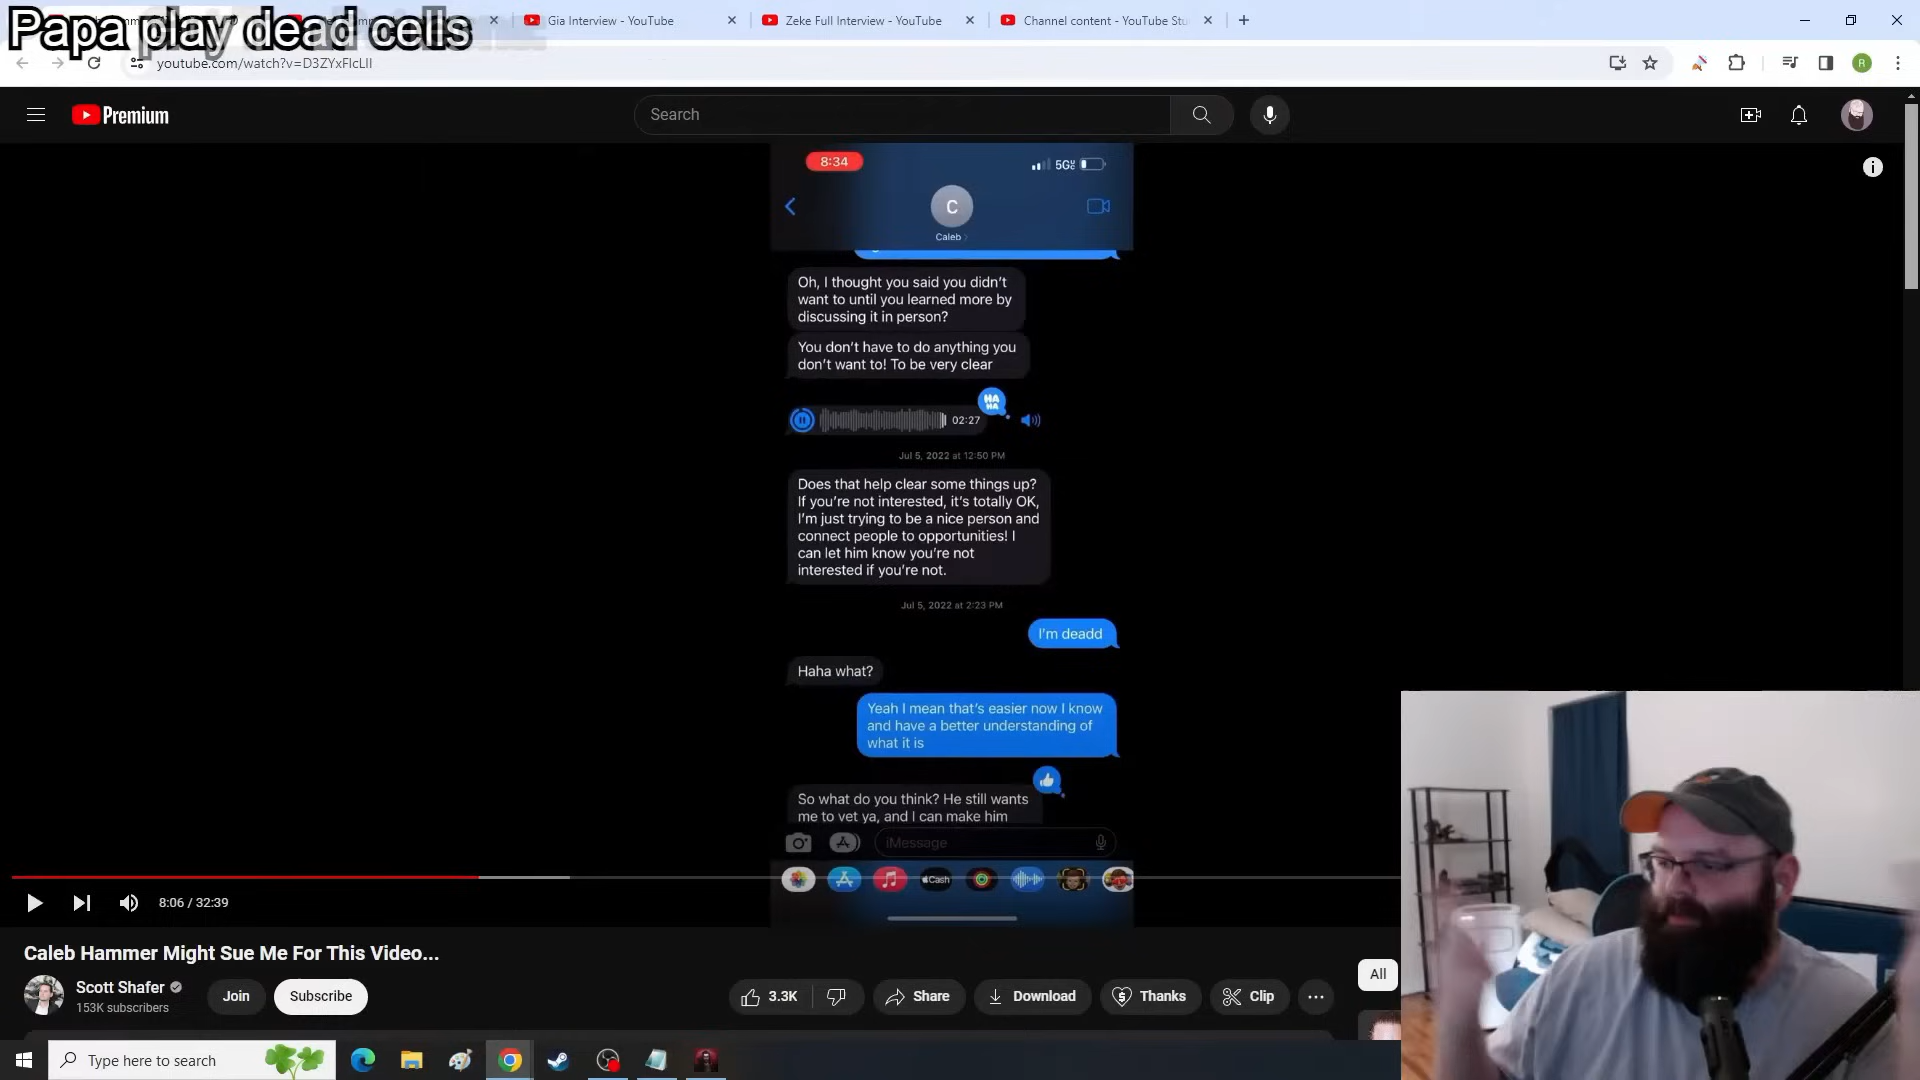 Papa play dead cells
Gia Interview - YouTube
Zeke Full Interview - YouTube
Channel content - YouTube Stu
youtube.com/watch?v=D3ZYxFlcLlI
R
Premium
Search
8:34
5G
C
Caleb
Oh, I thought you said you didn't
want to until you learned more by
discussing it in person?
You don't have to do anything you
don't want to! To be very clear
HA
HA
02:27
Jul 5, 2022 at 12:50 PM
Does that help clear some things up?
If you're not interested, it's totally OK,
I'm just trying to be a nice person and
connect people to opportunities! I
can let him know you're not
interested if you're not.
Jul 5, 2022 at 2:23 PM
I'm deadd
Haha what?
Yeah I mean that's easier now I know
and have a better understanding of
what it is
So what do you think? He still wants
me to vet ya, and I can make him
iMessage
Cash
8:06 / 32:39
Caleb Hammer Might Sue Me For This Video...
Scott Shafer
153K subscribers
Join
Subscribe
3.3K
Share
Download
Thanks
Clip
All
Type here to search